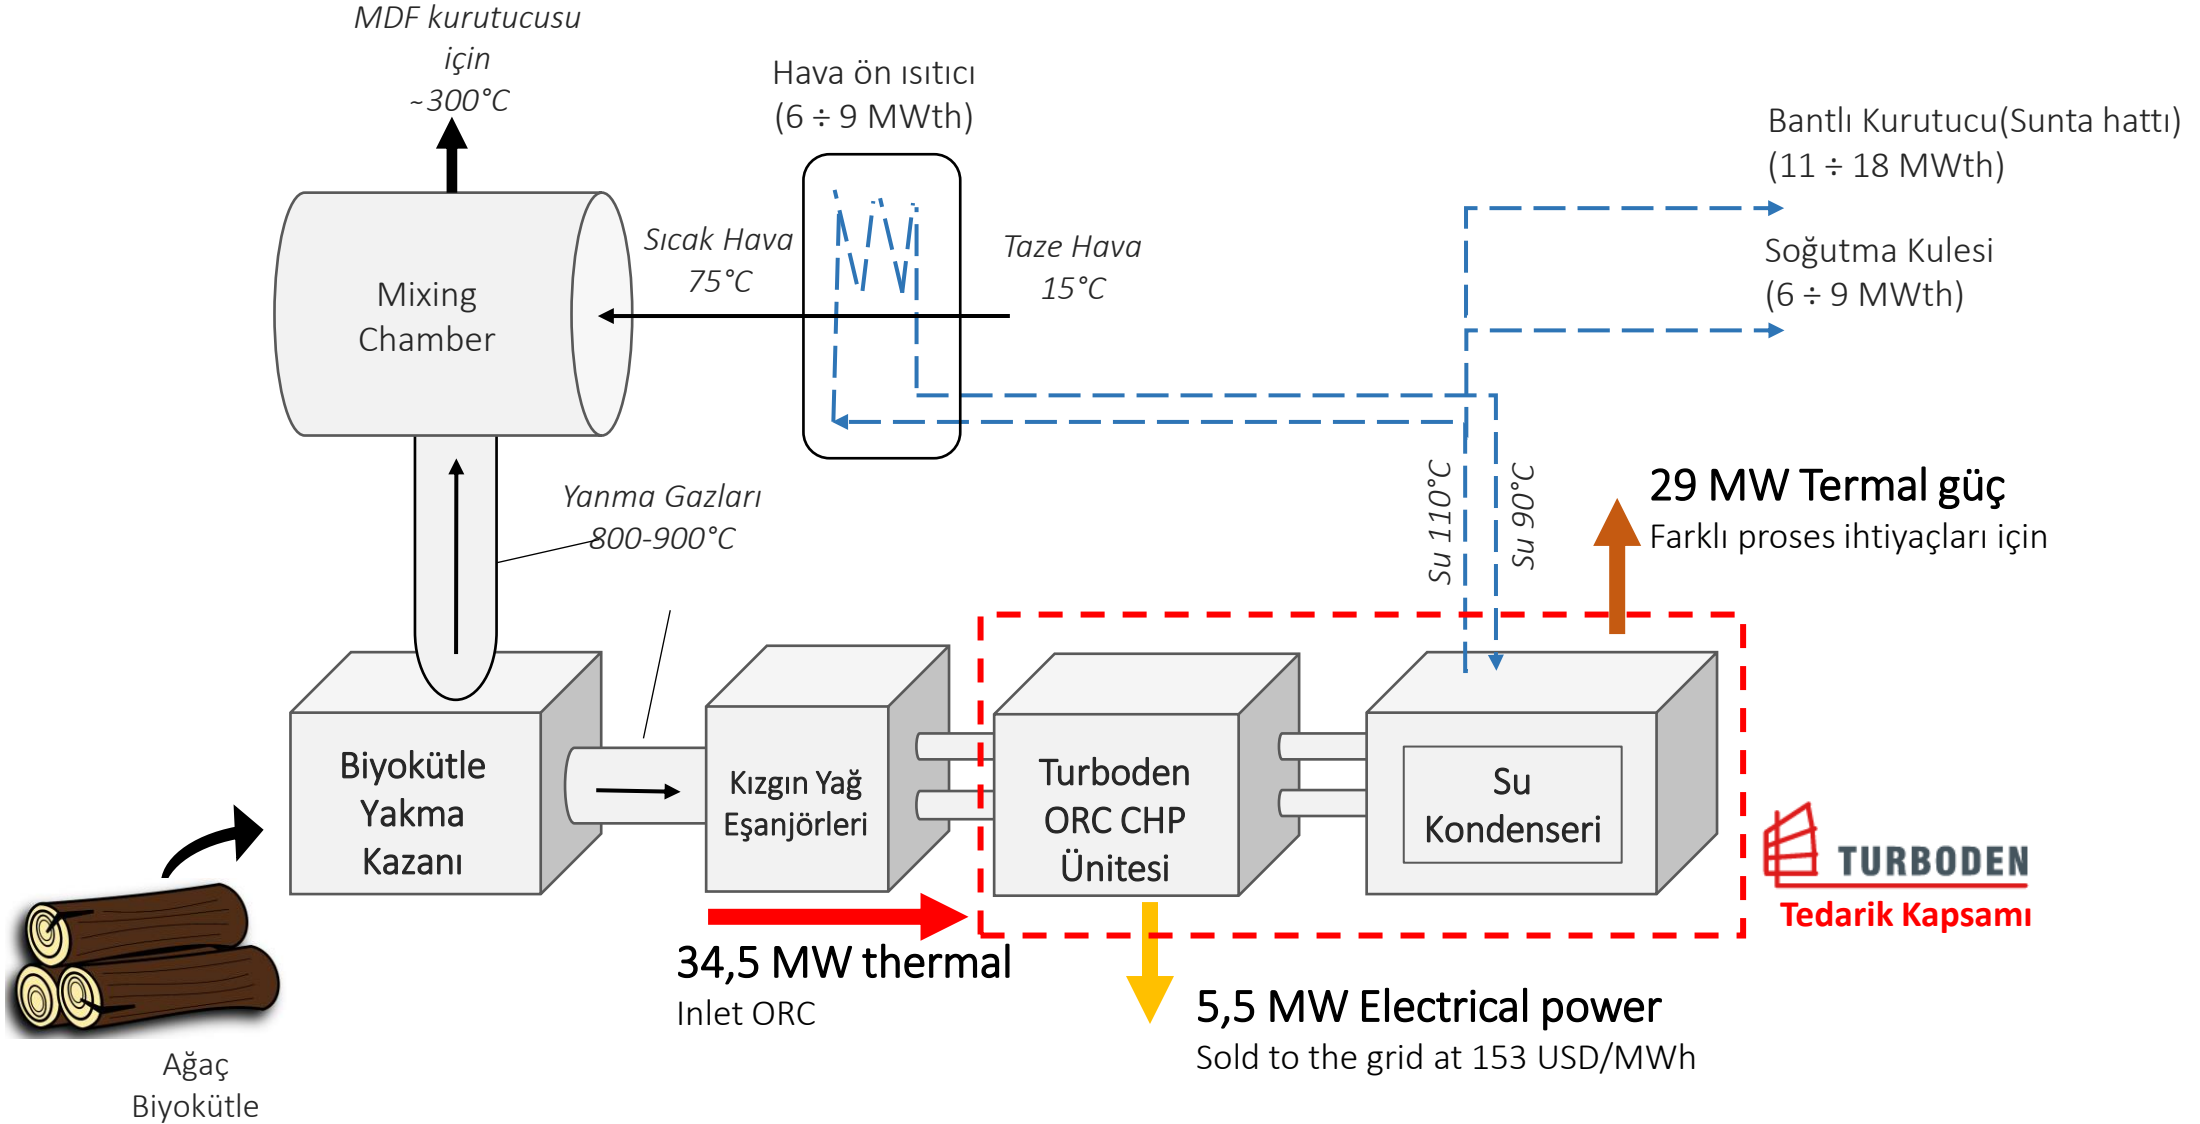 MDF kurutucusu
için
~300°C
Hava ön ısıtıcı
(6 ÷ 9 MWth)
Bantlı Kurutucu(Sunta hattı)
(11 ÷ 18 MWth)
Sıcak Hava
75°C
Taze Hava
15°C
Soğutma Kulesi
(6 ÷ 9 MWth)
Mixing
Chamber
Yanma Gazları
800-900°C
Su 110°C
Su 90°C
29 MW Termal güç
Farklı proses ihtiyaçları için
Biyokütle
Yakma
Kazanı
Kızgın Yağ
Eşanjörleri
Turboden
ORC CHP
Ünitesi
Su
Kondenseri
TURBODEN
Tedarik Kapsamı
34,5 MW thermal
Inlet ORC
5,5 MW Electrical power
Sold to the grid at 153 USD/MWh
Ağaç
Biyokütle